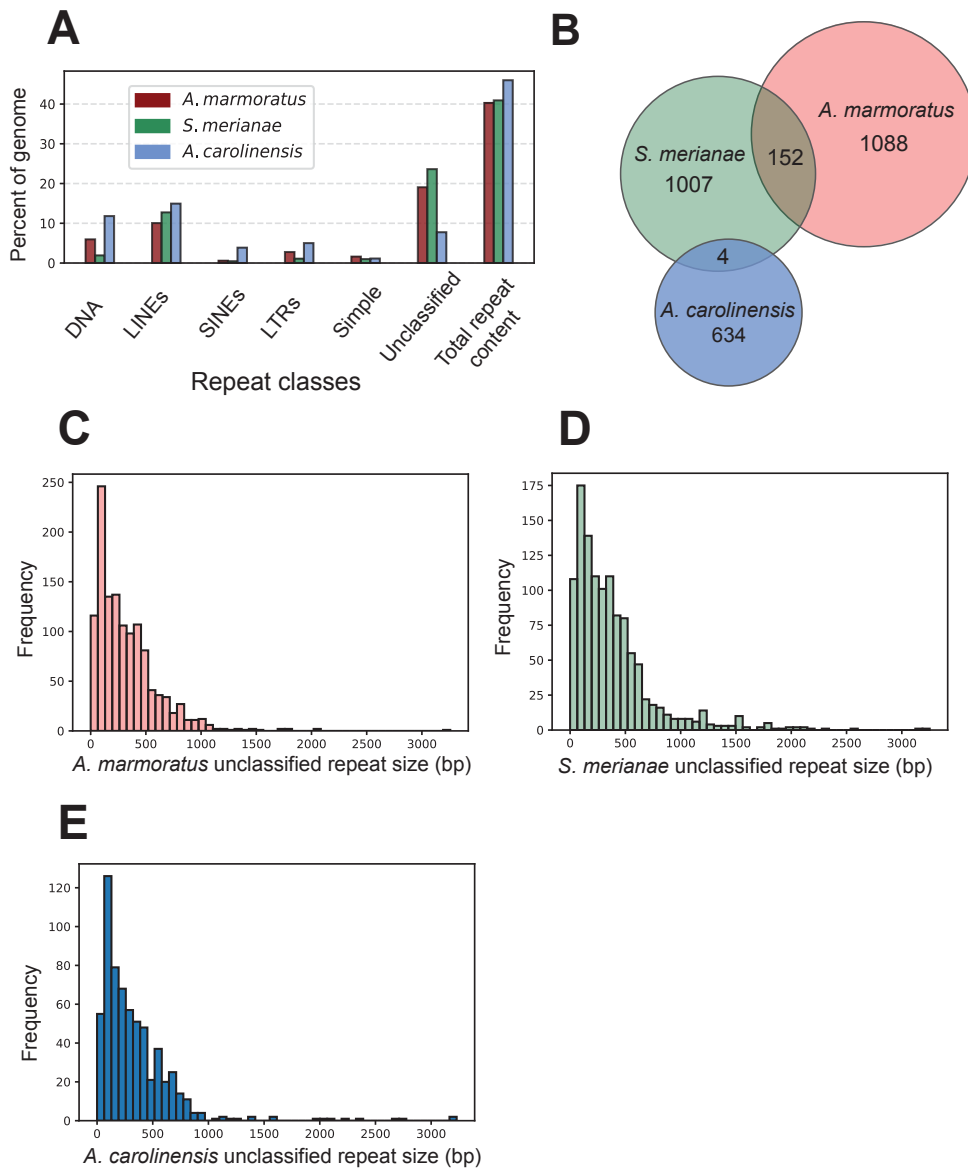 A
Percent of genome
40
30
20
10
0
A. marmoratus
S. merianae
A. carolinensis
DNA
LINEs
SINEs
LTRs
Simple
Unclassified
Total repeat
content
Repeat classes
B
A. marmoratus
1088
S. merianae
1007
152
4
A. carolinensis
634
C
Frequency
250
200
150
100
50
0
0 500 1000 1500 2000 2500 3000
A. marmoratus unclassified repeat size (bp)
D
Frequency
175
150
125
100
75
50
25
0
0 500 1000 1500 2000 2500 3000
S. merianae unclassified repeat size (bp)
E
Frequency
120
100
80
60
40
20
0
0 500 1000 1500 2000 2500 3000
A. carolinensis unclassified repeat size (bp)